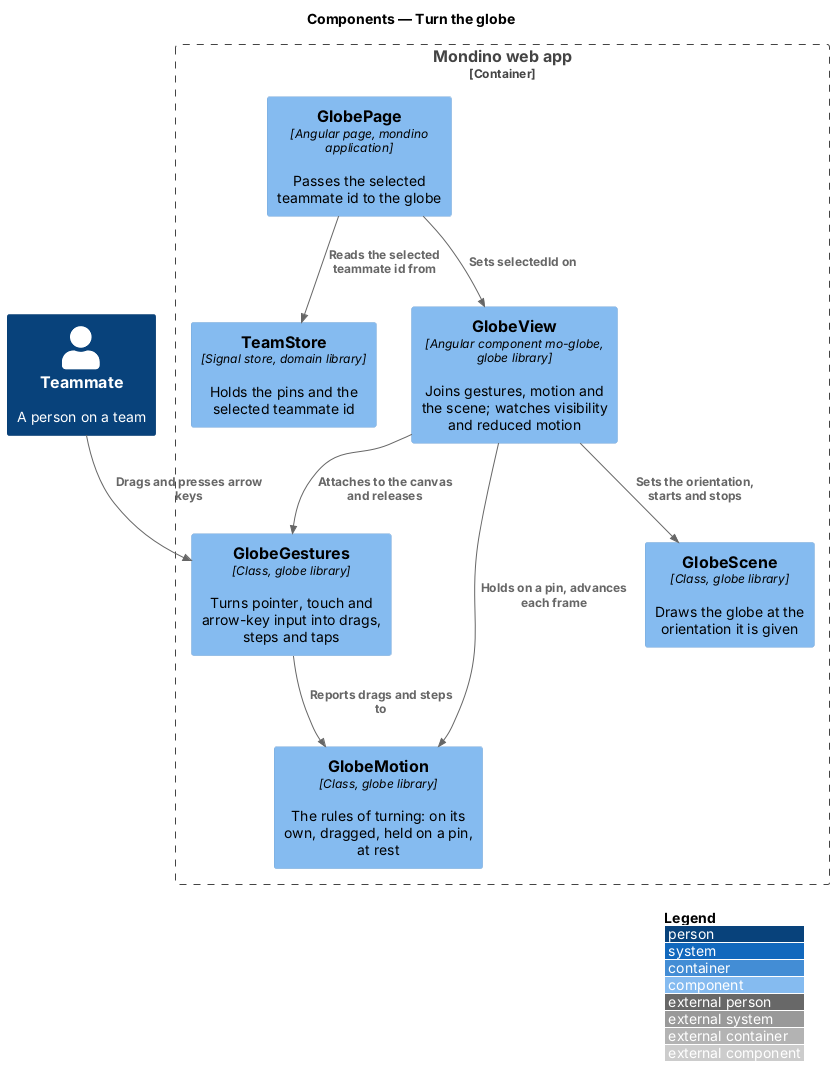 Components — Turn the globe
Mondino web app
[Container]
GlobePage
[Angular page, mondino
application]
Passes the selected
teammate id to the globe
Reads the selected
teammate id from
Sets selectedId on
Teammate
A person on a team
TeamStore
[Signal store, domain library]
Holds the pins and the
selected teammate id
GlobeView
[Angular component mo-globe,
globe library]
Joins gestures, motion and
the scene; watches visibility
and reduced motion
Drags and presses arrow
keys
Attaches to the canvas
and releases
Sets the orientation,
starts and stops
GlobeGestures
[Class, globe library]
Turns pointer, touch and
arrow-key input into drags,
steps and taps
Holds on a pin, advances
each frame
GlobeScene
[Class, globe library]
Draws the globe at the
orientation it is given
Reports drags and steps
to
GlobeMotion
[Class, globe library]
The rules of turning: on its
own, dragged, held on a pin,
at rest
Legend
person
system
container
component
external person
external system
external container
external component